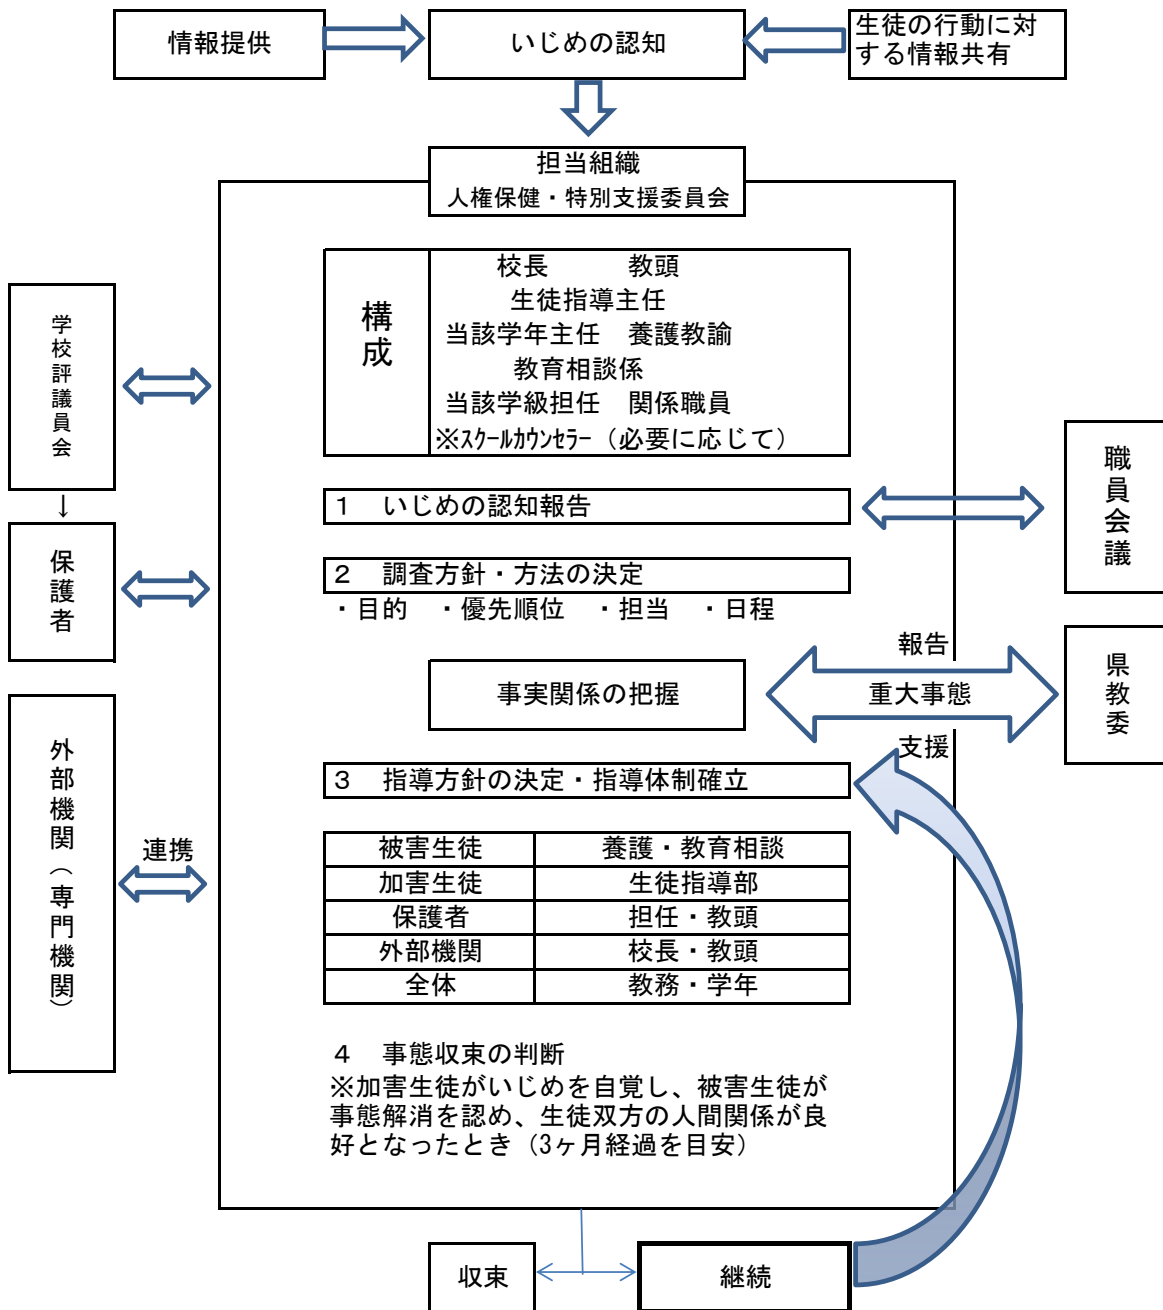 情報提供
いじめの認知
生徒の行動に対
する情報共有
担当組織
人権保健・特別支援委員会
構成
校長　教頭
生徒指導主任
当該学年主任　養護教諭
教育相談係
当該学級担任　関係職員
※ｽｸｰﾙｶｳﾝｾﾗｰ（必要に応じて）
学校評議員会
↓
保護者
外部機関（専門機関）
連携
１　いじめの認知報告
職員会議
２　調査方針・方法の決定
・目的　・優先順位　・担当　・日程
事実関係の把握
報告
重大事態
支援
県教委
３　指導方針の決定・指導体制確立
被害生徒　養護・教育相談
加害生徒　生徒指導部
保護者　担任・教頭
外部機関　校長・教頭
全体　教務・学年
４　事態収束の判断
※加害生徒がいじめを自覚し、被害生徒が
事態解消を認め、生徒双方の人間関係が良
好となったとき（3ヶ月経過を目安）
収束
継続